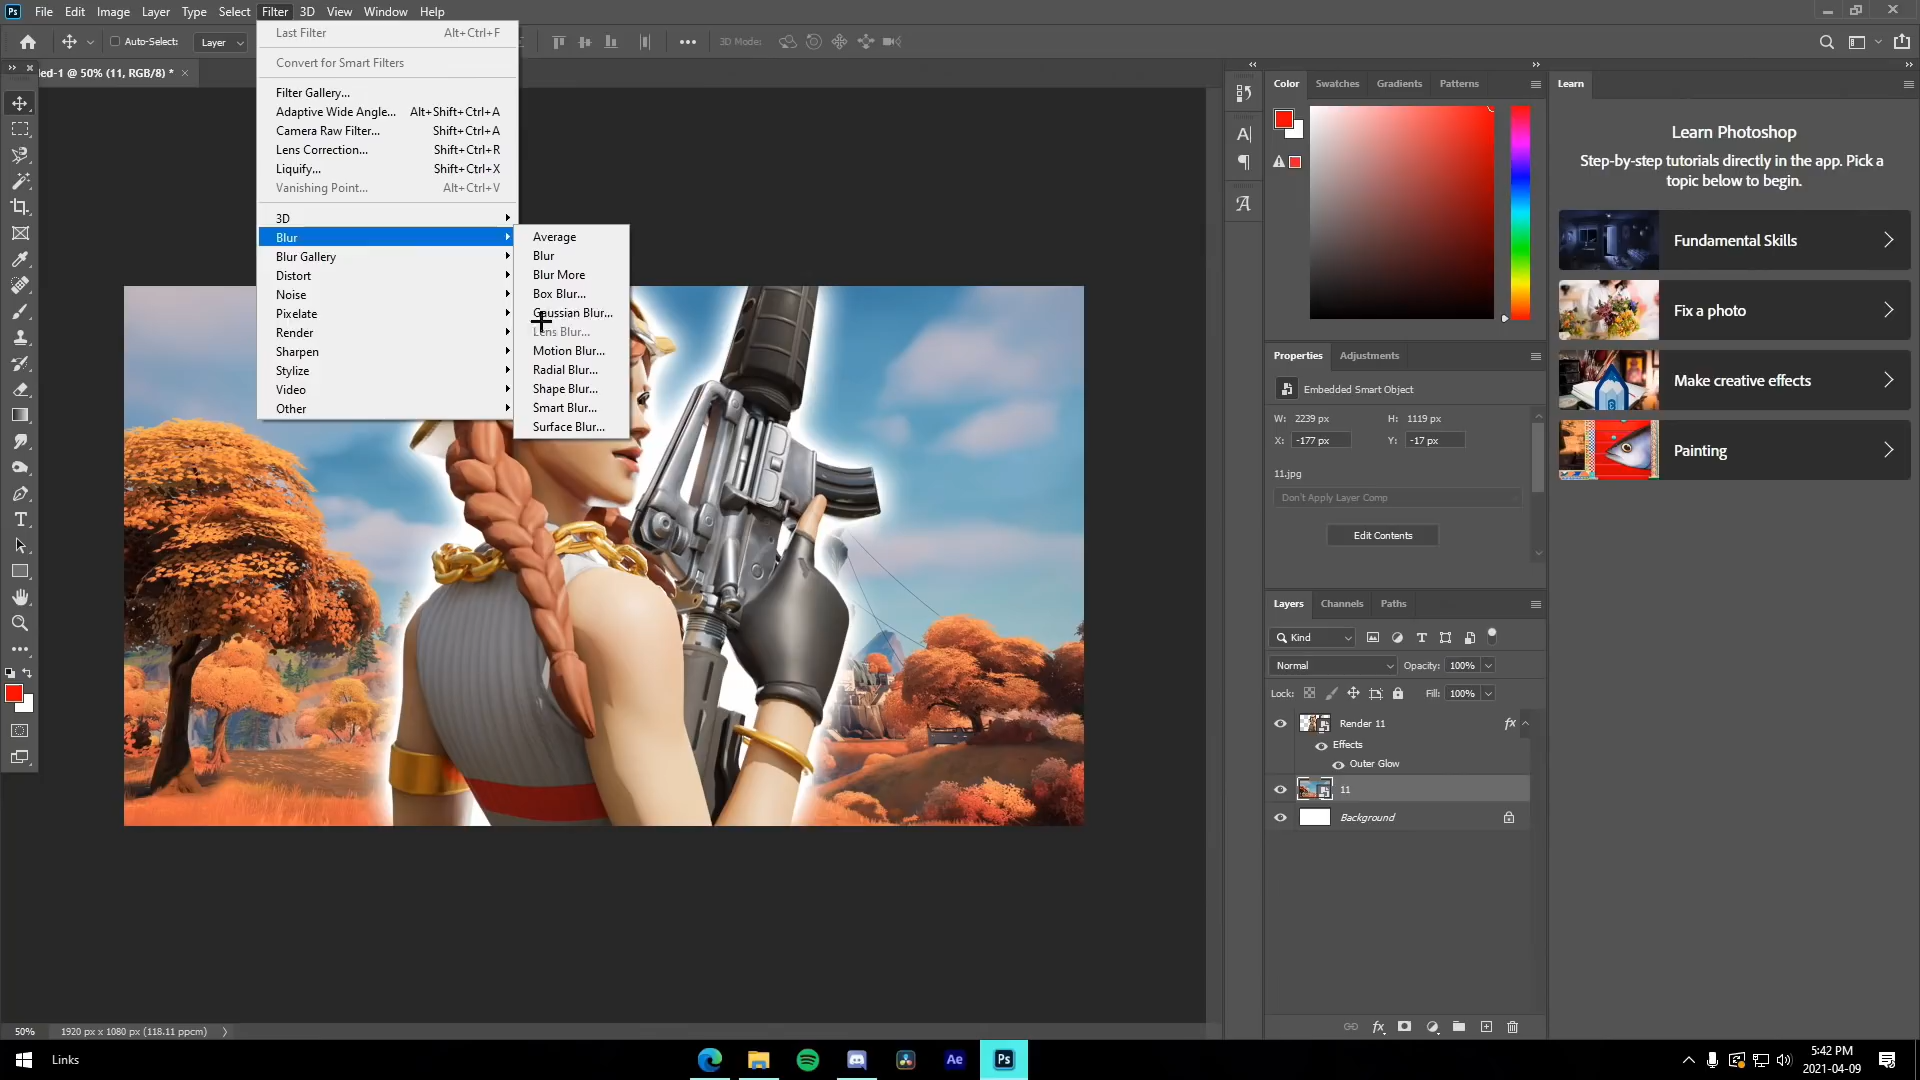 Ps File Edit Image Layer Type Select Filter 3D View Window Help
Auto-Select: Layer 3D Mode:
led-1 @ 50% (11, RGB/8) *
Last Filter Alt+Ctrl+F
Convert for Smart Filters
Filter Gallery...
Adaptive Wide Angle... Alt+Shift+Ctrl+A
Camera Raw Filter... Shift+Ctrl+A
Lens Correction... Shift+Ctrl+R
Liquify... Shift+Ctrl+X
Vanishing Point... Alt+Ctrl+V
3D
Blur
Blur Gallery
Distort
Noise
Pixelate
Render
Sharpen
Stylize
Video
Other
Average
Blur
Blur More
Box Blur...
Gaussian Blur...
Lens Blur...
Motion Blur...
Radial Blur...
Shape Blur...
Smart Blur...
Surface Blur...
Color Swatches Gradients Patterns
Properties Adjustments
Embedded Smart Object
W: 2239 px H: 1119 px
X: -177 px Y: -17 px
11.jpg
Don't Apply Layer Comp
Edit Contents
Layers Channels Paths
Kind
Normal Opacity: 100%
Lock: Fill: 100%
Render 11 fx
Effects
Outer Glow
11
Background
Learn
Learn Photoshop
Step-by-step tutorials directly in the app. Pick a
topic below to begin.
Fundamental Skills
Fix a photo
Make creative effects
Painting
50% 1920 px x 1080 px (118.11 ppcm)
Links
Ae
Ps
5:42 PM
2021-04-09